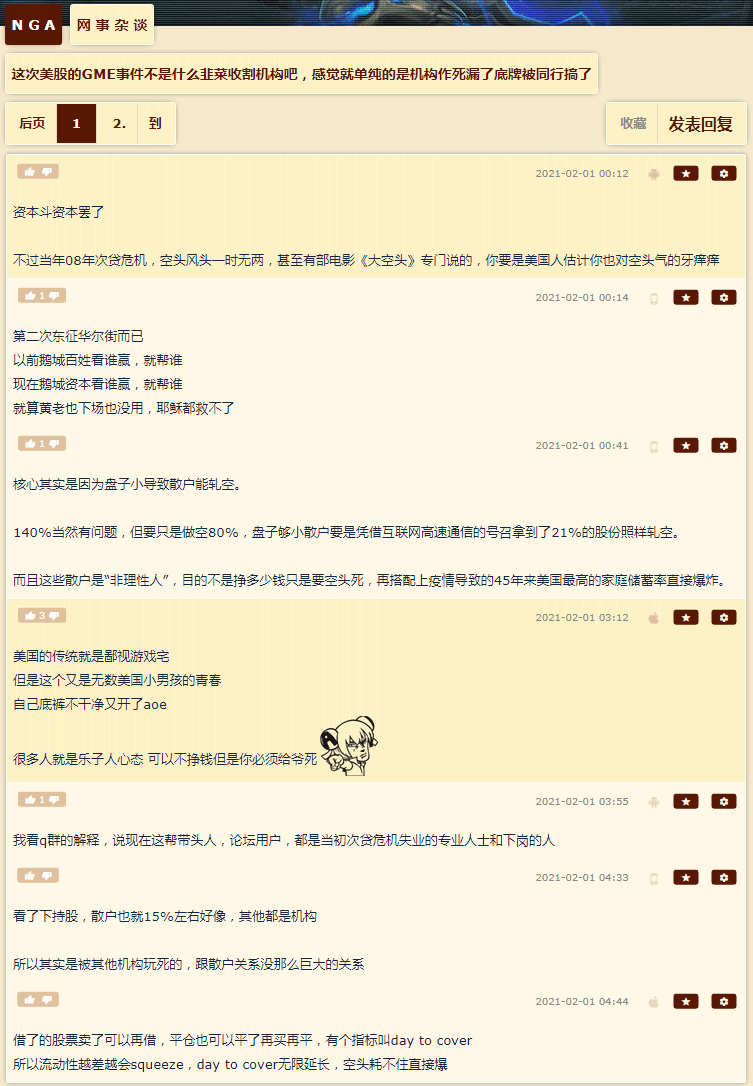 NGA 网事杂谈
这次美股的GME事件不是什么韭菜收割机构吧，感觉就单纯的是机构作死漏了底牌被同行搞了
后页 1 2. 到 收藏 发表回复
2021-02-01 00:12
资本斗资本罢了
不过当年08年次贷危机，空头风头一时无两，甚至有部电影《大空头》专门说的，你要是美国人估计你也对空头气的牙痒痒
1 2021-02-01 00:14
第二次东征华尔街而已
以前鹅城百姓看谁赢，就帮谁
现在鹅城资本看谁赢，就帮谁
就算黄老也下场也没用，耶稣都救不了
1 2021-02-01 00:41
核心其实是因为盘子小导致散户能轧空。
140%当然有问题，但要只是做空80%，盘子够小散户要是凭借互联网高速通信的号召拿到了21%的股份照样轧空。
而且这些散户是“非理性人”，目的不是挣多少钱只是要空头死，再搭配上疫情导致的45年来美国最高的家庭储蓄率直接爆炸。
3 2021-02-01 03:12
美国的传统就是鄙视游戏宅
但是这个又是无数美国小男孩的青春
自己底裤不干净又开了aoe
很多人就是乐子人心态 可以不挣钱但是你必须给爷死
1 2021-02-01 03:55
我看q群的解释，说现在这帮带头人，论坛用户，都是当初次贷危机失业的专业人士和下岗的人
2021-02-01 04:33
看了下持股，散户也就15%左右好像，其他都是机构
所以其实是被其他机构玩死的，跟散户关系没那么巨大的关系
2021-02-01 04:44
借了的股票卖了可以再借，平仓也可以平了再买再平，有个指标叫day to cover
所以流动性越差越会squeeze，day to cover无限延长，空头耗不住直接爆